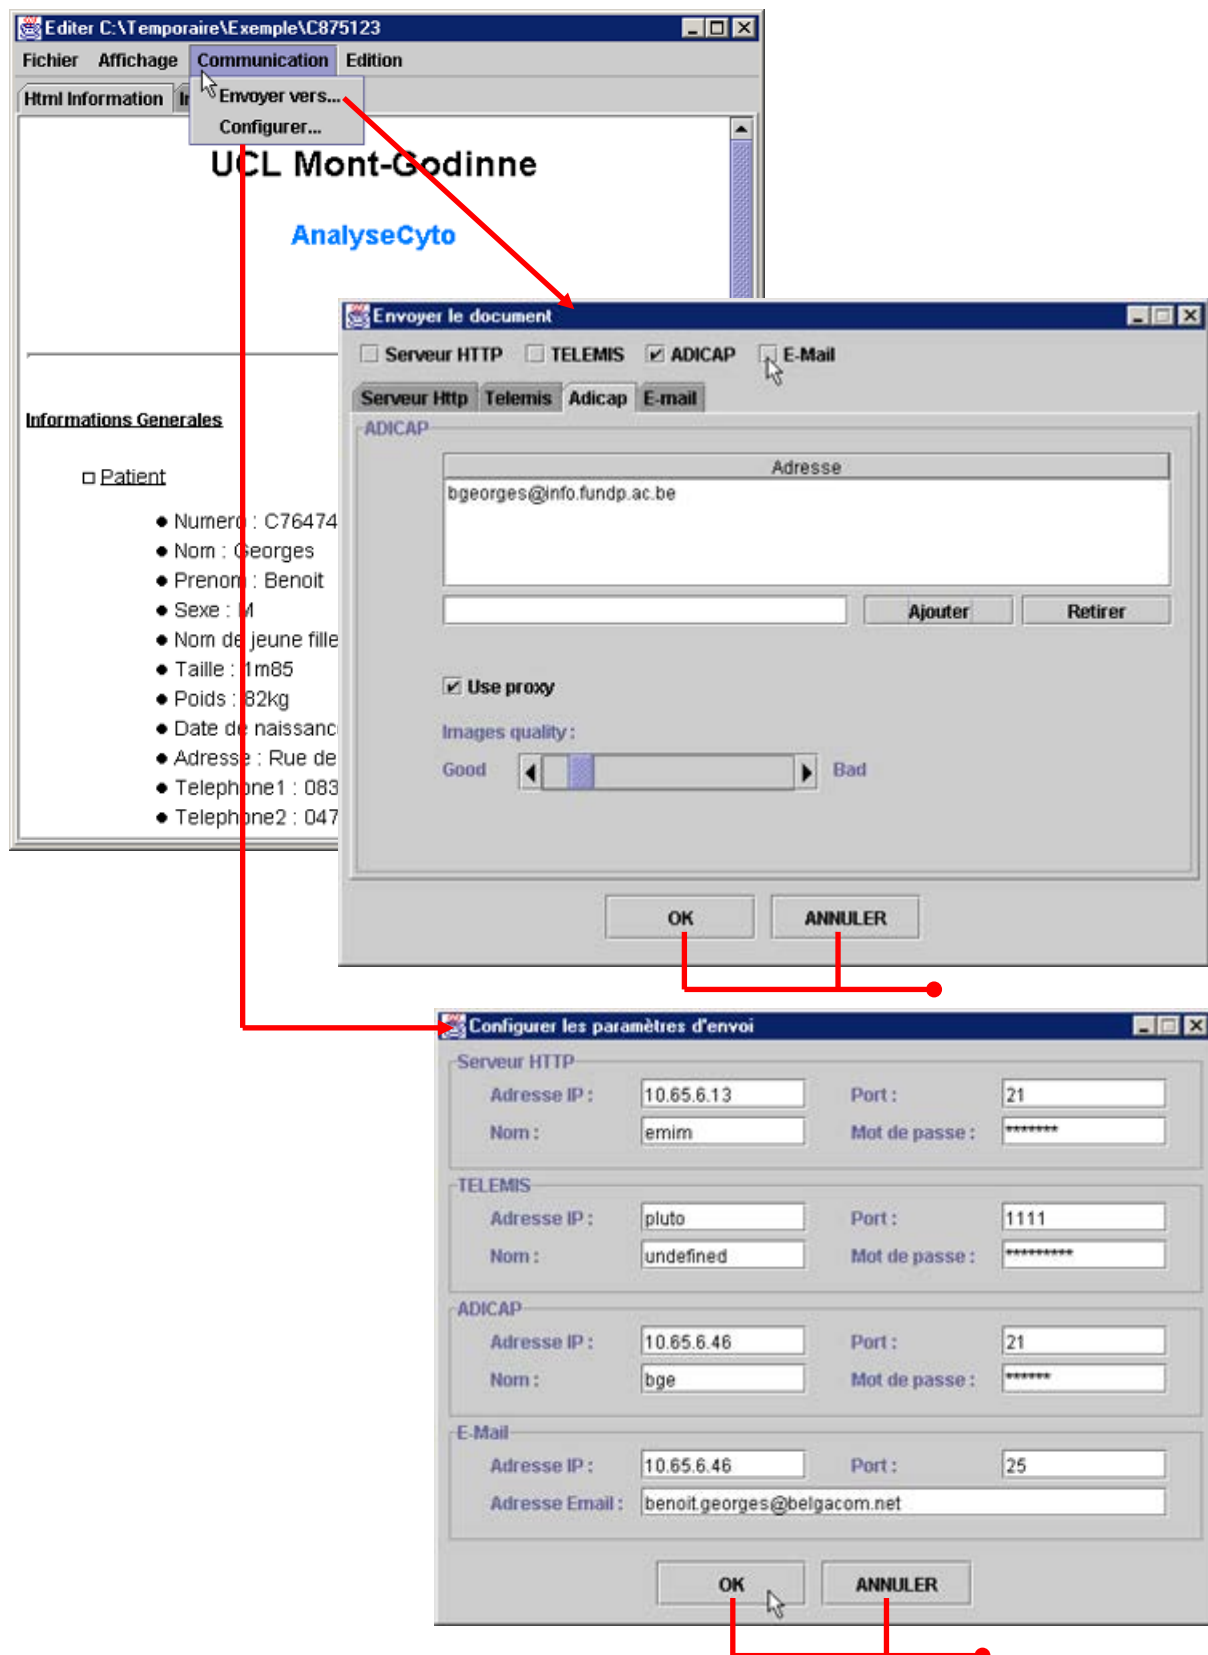 Editer C:\Temporaire\Exemple\C875123
Fichier Affichage Communication Edition
Html Information
Envoyer vers...
Configurer...
UCL Mont-Godinne
AnalyseCyto
Informations Generales
Patient
Numero : C76474
Nom : Georges
Prenom : Benoit
Sexe : M
Nom de jeune fille
Taille : 1m85
Poids : 82kg
Date de naissanc
Adresse : Rue de
Telephone1 : 083
Telephone2 : 047
Envoyer le document
Serveur HTTP TELEMIS ADICAP E-Mail
Serveur Http Telemis Adicap E-mail
ADICAP
Adresse
bgeorges@info.fundp.ac.be
Ajouter Retirer
Use proxy
Images quality :
Good Bad
OK ANNULER
Configurer les paramètres d'envoi
Serveur HTTP
Adresse IP : 10.65.6.13 Port : 21
Nom : emim Mot de passe : *******
TELEMIS
Adresse IP : pluto Port : 1111
Nom : undefined Mot de passe : *********
ADICAP
Adresse IP : 10.65.6.46 Port : 21
Nom : bge Mot de passe : ******
E-Mail
Adresse IP : 10.65.6.46 Port : 25
Adresse Email : benoit.georges@belgacom.net
OK ANNULER